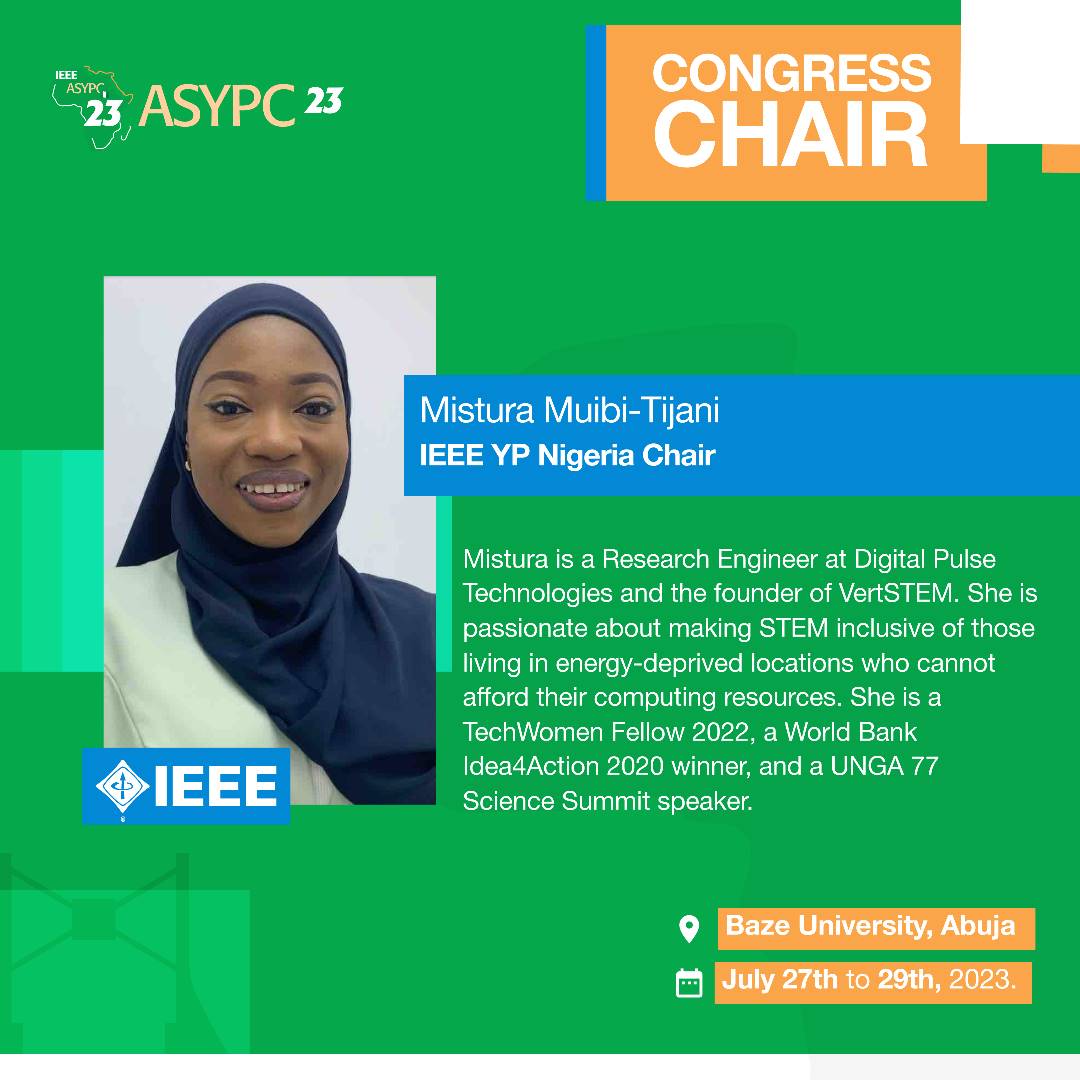 IEEE
ASYPC
23
ASYPC 23
CONGRESS
CHAIR
Mistura Muibi-Tijani
IEEE YP Nigeria Chair
Mistura is a Research Engineer at Digital Pulse
Technologies and the founder of VertSTEM. She is
passionate about making STEM inclusive of those
living in energy-deprived locations who cannot
afford their computing resources. She is a
TechWomen Fellow 2022, a World Bank
Idea4Action 2020 winner, and a UNGA 77
Science Summit speaker.
IEEE
Baze University, Abuja
July 27th to 29th, 2023.